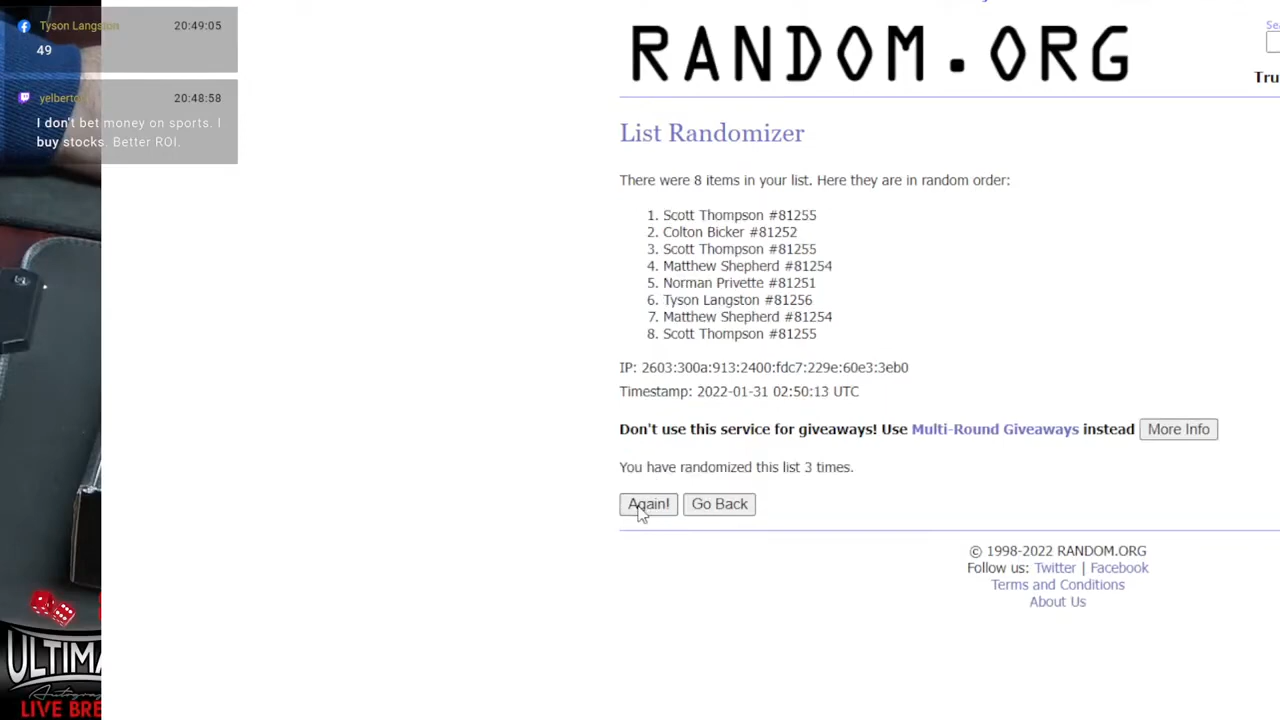 Tyson Langston 20:49:05
49
20:48:58
I don't bet money on sports. I
buy stocks. Better ROI.
RANDOM.ORG
List Randomizer
There were 8 items in your list. Here they are in random order:
1. Scott Thompson #81255
2. Colton Bicker #81252
3. Scott Thompson #81255
4. Matthew Shepherd #81254
5. Norman Privette #81251
6. Tyson Langston #81256
7. Matthew Shepherd #81254
8. Scott Thompson #81255
IP: 2603:300a:913:2400:fdc7:229e:60e3:3eb0
Timestamp: 2022-01-31 02:50:13 UTC
Don't use this service for giveaways! Use Multi-Round Giveaways instead More Info
You have randomized this list 3 times.
Again! Go Back
© 1998-2022 RANDOM.ORG
Follow us: Twitter | Facebook
Terms and Conditions
About Us
ULTIMA
LIVE BRE